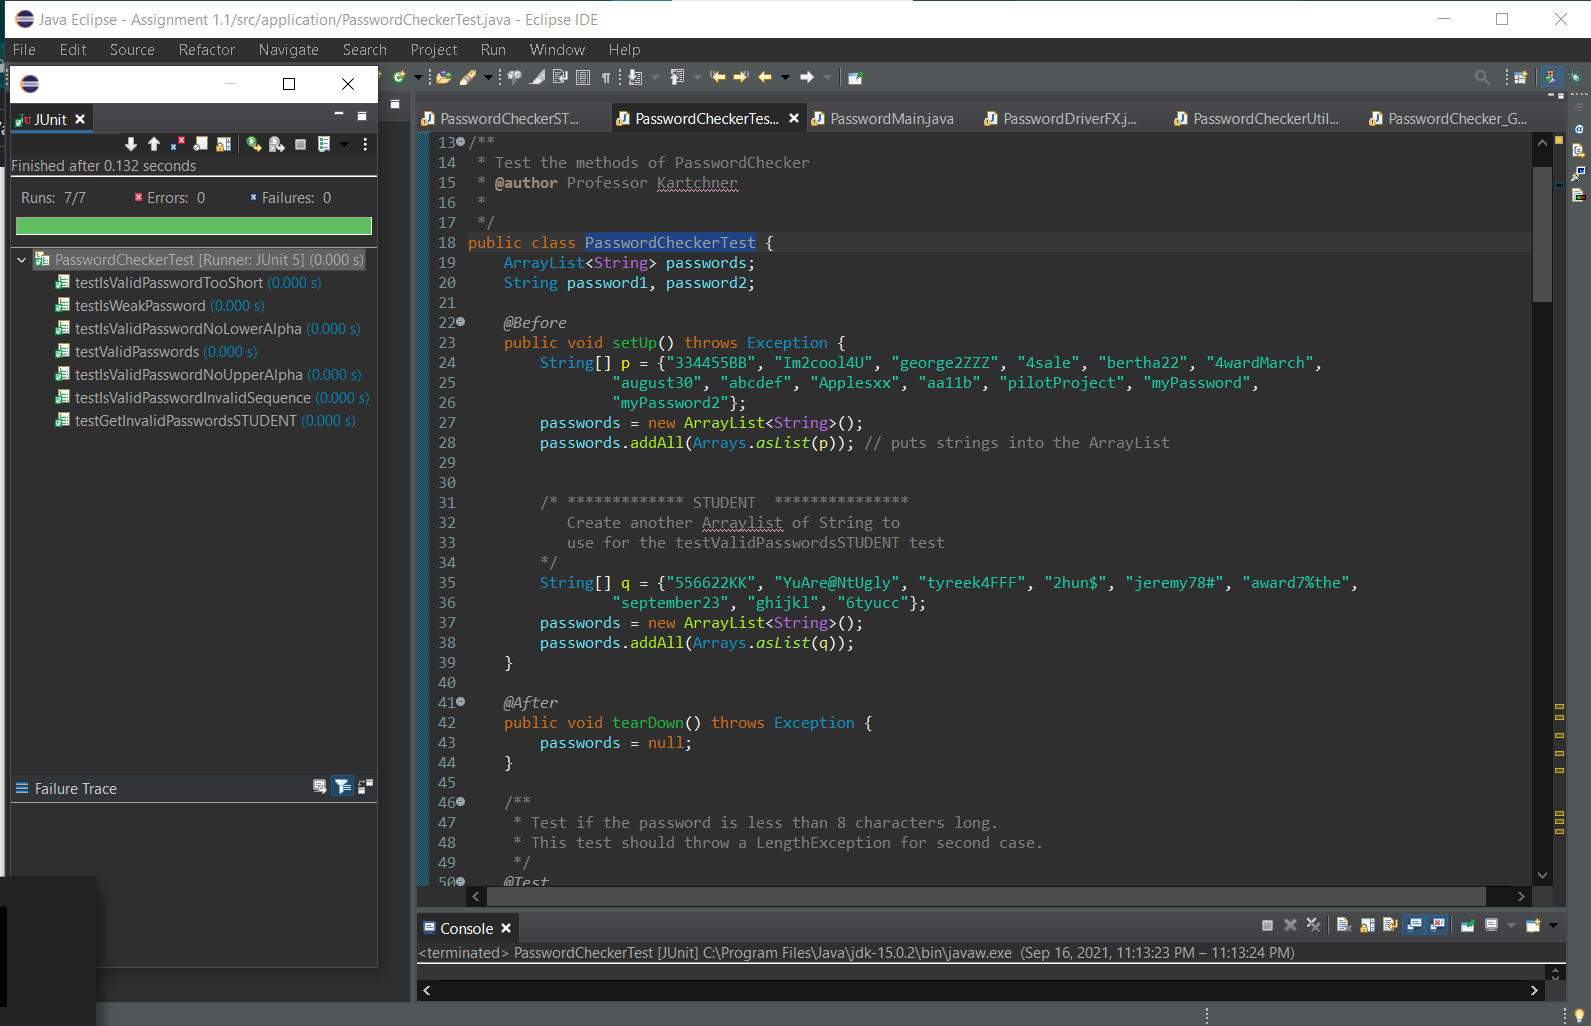 Java Eclipse - Assignment 1.1/src/application/PasswordCheckerTest.java - Eclipse IDE
File Edit Source Refactor Navigate Search Project Run Window Help
JUnit
Finished after 0.132 seconds
Runs: 7/7 Errors: 0 Failures: 0
PasswordCheckerTest [Runner: JUnit 5] (0.000 s)
testIsValidPasswordTooShort (0.000 s)
testIsWeakPassword (0.000 s)
testIsValidPasswordNoLowerAlpha (0.000 s)
testValidPasswords (0.000 s)
testIsValidPasswordNoUpperAlpha (0.000 s)
testIsValidPasswordInvalidSequence (0.000 s)
testGetInvalidPasswordsSTUDENT (0.000 s)
Failure Trace
PasswordCheckerST... PasswordCheckerTes... PasswordMain.java PasswordDriverFX.j... PasswordCheckerUtil... PasswordChecker_G...
13 /**
14 * Test the methods of PasswordChecker
15 * @author Professor Kartchner
16 *
17 */
18 public class PasswordCheckerTest {
19 ArrayList<String> passwords;
20 String password1, password2;
21
22 @Before
23 public void setUp() throws Exception {
24 String[] p = {"334455BB", "Im2cool4U", "george2ZZZ", "4sale", "bertha22", "4wardMarch",
25 "august30", "abcdef", "Applesxx", "aa11b", "pilotProject", "myPassword",
26 "myPassword2"};
27 passwords = new ArrayList<String>();
28 passwords.addAll(Arrays.asList(p)); // puts strings into the ArrayList
29
30
31 /* ************* STUDENT ***************
32 Create another Arraylist of String to
33 use for the testValidPasswordsSTUDENT test
34 */
35 String[] q = {"556622KK", "YuAre@NtUgly", "tyreek4FFF", "2hun$", "jeremy78#", "award7%the",
36 "september23", "ghijkl", "6tyucc"};
37 passwords = new ArrayList<String>();
38 passwords.addAll(Arrays.asList(q));
39 }
40
41 @After
42 public void tearDown() throws Exception {
43 passwords = null;
44 }
45
46 /**
47 * Test if the password is less than 8 characters long.
48 * This test should throw a LengthException for second case.
49 */
50 @Test
Console
<terminated> PasswordCheckerTest [JUnit] C:\Program Files\Java\jdk-15.0.2\bin\javaw.exe (Sep 16, 2021, 11:13:23 PM – 11:13:24 PM)